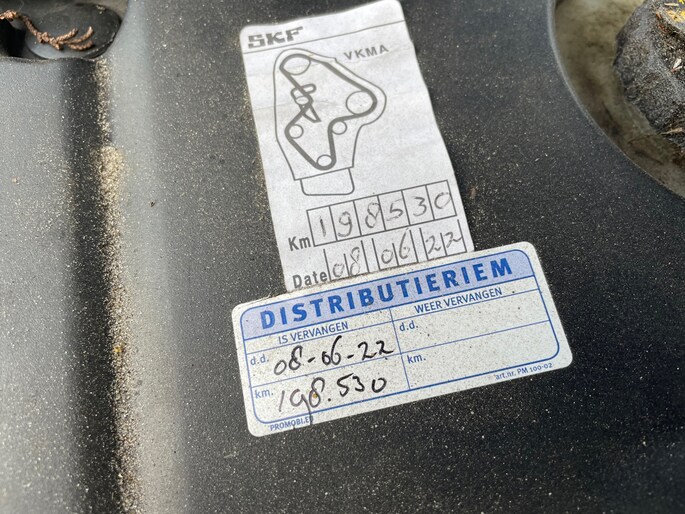 SKF
VKMA
Km 198530
Date 08 06 22
DISTRIBUTIERIEM
IS VERVANGEN
WEER VERVANGEN
d.d. 08-06-22
d.d.
km. 198.530
km.
art.nr. PM 100-02